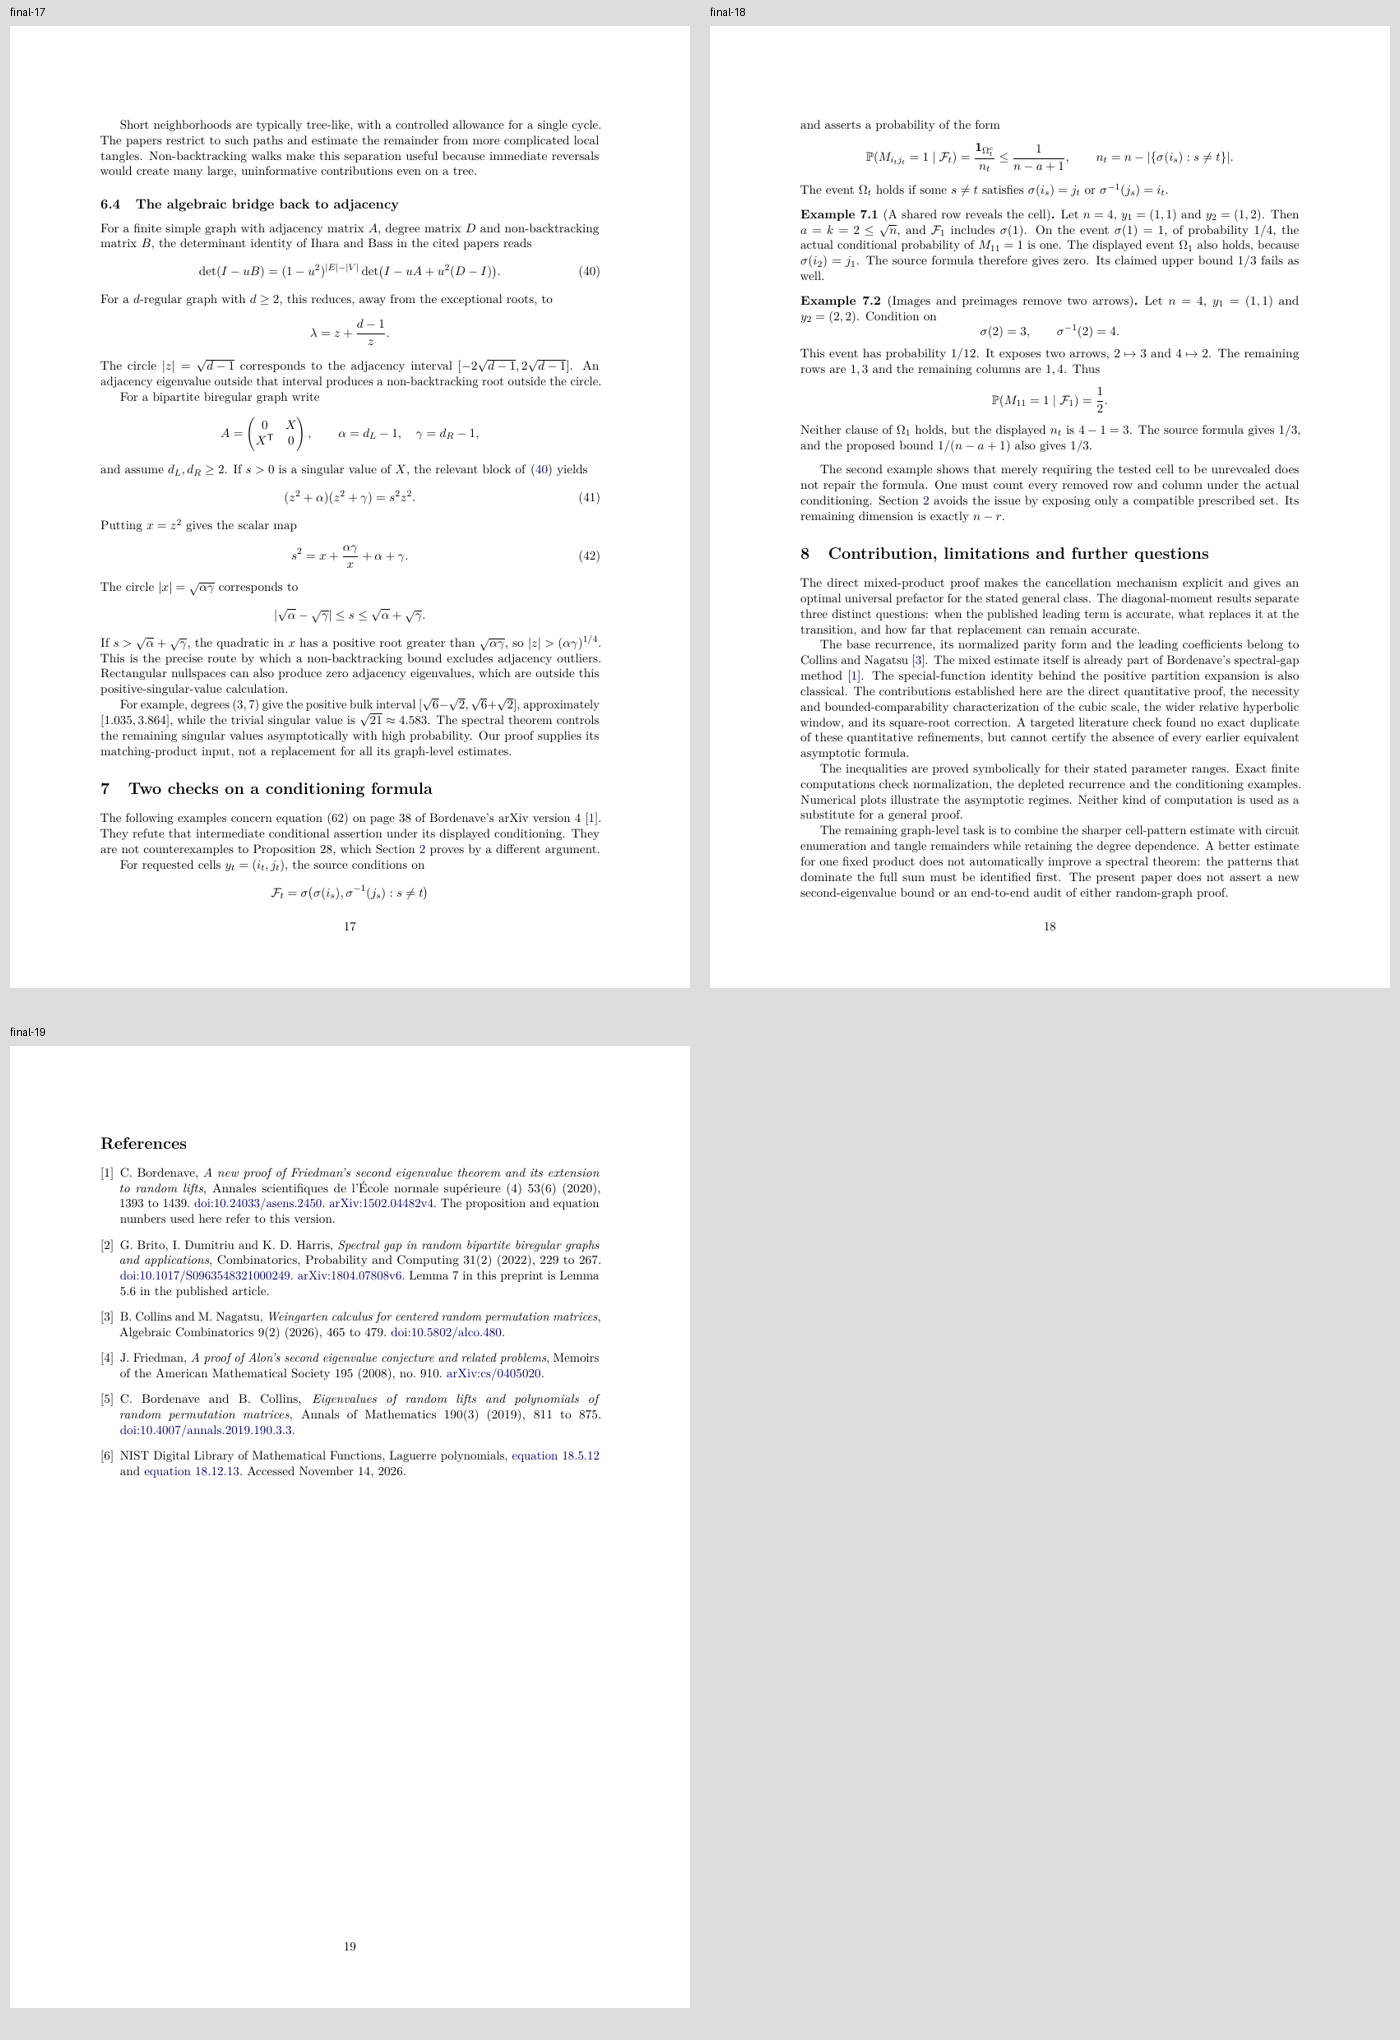 final-17
Short neighborhoods are typically tree-like, with a controlled allowance for a single cycle.
The papers restrict to such paths and estimate the remainder from more complicated local
tangles. Non-backtracking walks make this separation useful because immediate reversals
would create many large, uninformative contributions even on a tree.
6.4 The algebraic bridge back to adjacency
For a finite simple graph with adjacency matrix A, degree matrix D and non-backtracking
matrix B, the determinant identity of Ihara and Bass in the cited papers reads
det(I − uB) = (1 − u²)^{|E|−|V|} det(I − uA + u²(D − I)). (40)
For a d-regular graph with d ≥ 2, this reduces, away from the exceptional roots, to
λ = z + (d − 1)/z.
The circle |z| = √(d − 1) corresponds to the adjacency interval [−2√(d − 1), 2√(d − 1)]. An
adjacency eigenvalue outside that interval produces a non-backtracking root outside the circle.
For a bipartite biregular graph write
A = (0 X; X^T 0), α = d_L − 1, γ = d_R − 1,
and assume d_L, d_R ≥ 2. If s > 0 is a singular value of X, the relevant block of (40) yields
(z² + α)(z² + γ) = s²z². (41)
Putting x = z² gives the scalar map
s² = x + αγ/x + α + γ. (42)
The circle |x| = √αγ corresponds to
|√α − √γ| ≤ s ≤ √α + √γ.
If s > √α + √γ, the quadratic in x has a positive root greater than √αγ, so |z| > (αγ)^{1/4}.
This is the precise route by which a non-backtracking bound excludes adjacency outliers.
Rectangular nullspaces can also produce zero adjacency eigenvalues, which are outside this
positive-singular-value calculation.
For example, degrees (3, 7) give the positive bulk interval [√6−√2, √6+√2], approximately
[1.035, 3.864], while the trivial singular value is √21 ≈ 4.583. The spectral theorem controls
the remaining singular values asymptotically with high probability. Our proof supplies its
matching-product input, not a replacement for all its graph-level estimates.
7 Two checks on a conditioning formula
The following examples concern equation (62) on page 38 of Bordenave's arXiv version 4 [1].
They refute that intermediate conditional assertion under its displayed conditioning. They
are not counterexamples to Proposition 28, which Section 2 proves by a different argument.
For requested cells y_t = (i_t, j_t), the source conditions on
F_t = σ(σ(i_s), σ^{−1}(j_s) : s ≠ t)
17
final-18
and asserts a probability of the form
ℙ(M_{i_t j_t} = 1 | F_t) = 1_{Ω_t^c}/n_t ≤ 1/(n − a + 1), n_t = n − |{σ(i_s) : s ≠ t}|.
The event Ω_t holds if some s ≠ t satisfies σ(i_s) = j_t or σ^{−1}(j_s) = i_t.
Example 7.1 (A shared row reveals the cell). Let n = 4, y₁ = (1, 1) and y₂ = (1, 2). Then
a = k = 2 ≤ √n, and F₁ includes σ(1). On the event σ(1) = 1, of probability 1/4, the
actual conditional probability of M₁₁ = 1 is one. The displayed event Ω₁ also holds, because
σ(i₂) = j₁. The source formula therefore gives zero. Its claimed upper bound 1/3 fails as
well.
Example 7.2 (Images and preimages remove two arrows). Let n = 4, y₁ = (1, 1) and
y₂ = (2, 2). Condition on
σ(2) = 3, σ^{−1}(2) = 4.
This event has probability 1/12. It exposes two arrows, 2 ↦ 3 and 4 ↦ 2. The remaining
rows are 1, 3 and the remaining columns are 1, 4. Thus
ℙ(M₁₁ = 1 | F₁) = 1/2.
Neither clause of Ω₁ holds, but the displayed n_t is 4 − 1 = 3. The source formula gives 1/3,
and the proposed bound 1/(n − a + 1) also gives 1/3.
The second example shows that merely requiring the tested cell to be unrevealed does
not repair the formula. One must count every removed row and column under the actual
conditioning. Section 2 avoids the issue by exposing only a compatible prescribed set. Its
remaining dimension is exactly n − r.
8 Contribution, limitations and further questions
The direct mixed-product proof makes the cancellation mechanism explicit and gives an
optimal universal prefactor for the stated general class. The diagonal-moment results separate
three distinct questions: when the published leading term is accurate, what replaces it at the
transition, and how far that replacement can remain accurate.
The base recurrence, its normalized parity form and the leading coefficients belong to
Collins and Nagatsu [3]. The mixed estimate itself is already part of Bordenave's spectral-gap
method [1]. The special-function identity behind the positive partition expansion is also
classical. The contributions established here are the direct quantitative proof, the necessity
and bounded-comparability characterization of the cubic scale, the wider relative hyperbolic
window, and its square-root correction. A targeted literature check found no exact duplicate
of these quantitative refinements, but cannot certify the absence of every earlier equivalent
asymptotic formula.
The inequalities are proved symbolically for their stated parameter ranges. Exact finite
computations check normalization, the depleted recurrence and the conditioning examples.
Numerical plots illustrate the asymptotic regimes. Neither kind of computation is used as a
substitute for a general proof.
The remaining graph-level task is to combine the sharper cell-pattern estimate with circuit
enumeration and tangle remainders while retaining the degree dependence. A better estimate
for one fixed product does not automatically improve a spectral theorem: the patterns that
dominate the full sum must be identified first. The present paper does not assert a new
second-eigenvalue bound or an end-to-end audit of either random-graph proof.
18
final-19
References
[1] C. Bordenave, A new proof of Friedman's second eigenvalue theorem and its extension
to random lifts, Annales scientifiques de l'École normale supérieure (4) 53(6) (2020),
1393 to 1439. doi:10.24033/asens.2450. arXiv:1502.04482v4. The proposition and equation
numbers used here refer to this version.
[2] G. Brito, I. Dumitriu and K. D. Harris, Spectral gap in random bipartite biregular graphs
and applications, Combinatorics, Probability and Computing 31(2) (2022), 229 to 267.
doi:10.1017/S0963548321000249. arXiv:1804.07808v6. Lemma 7 in this preprint is Lemma
5.6 in the published article.
[3] B. Collins and M. Nagatsu, Weingarten calculus for centered random permutation matrices,
Algebraic Combinatorics 9(2) (2026), 465 to 479. doi:10.5802/alco.480.
[4] J. Friedman, A proof of Alon's second eigenvalue conjecture and related problems, Memoirs
of the American Mathematical Society 195 (2008), no. 910. arXiv:cs/0405020.
[5] C. Bordenave and B. Collins, Eigenvalues of random lifts and polynomials of
random permutation matrices, Annals of Mathematics 190(3) (2019), 811 to 875.
doi:10.4007/annals.2019.190.3.3.
[6] NIST Digital Library of Mathematical Functions, Laguerre polynomials, equation 18.5.12
and equation 18.12.13. Accessed November 14, 2026.
19